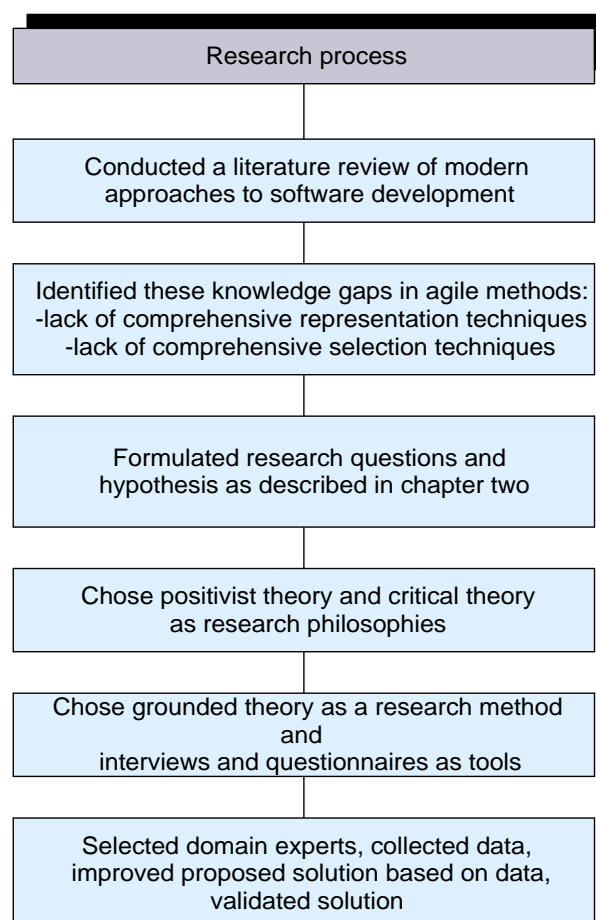 Research process
Conducted a literature review of modern
approaches to software development
Identified these knowledge gaps in agile methods:
-lack of comprehensive representation techniques
-lack of comprehensive selection techniques
Formulated research questions and
hypothesis as described in chapter two
Chose positivist theory and critical theory
as research philosophies
Chose grounded theory as a research method
and
interviews and questionnaires as tools
Selected domain experts, collected data,
improved proposed solution based on data,
validated solution